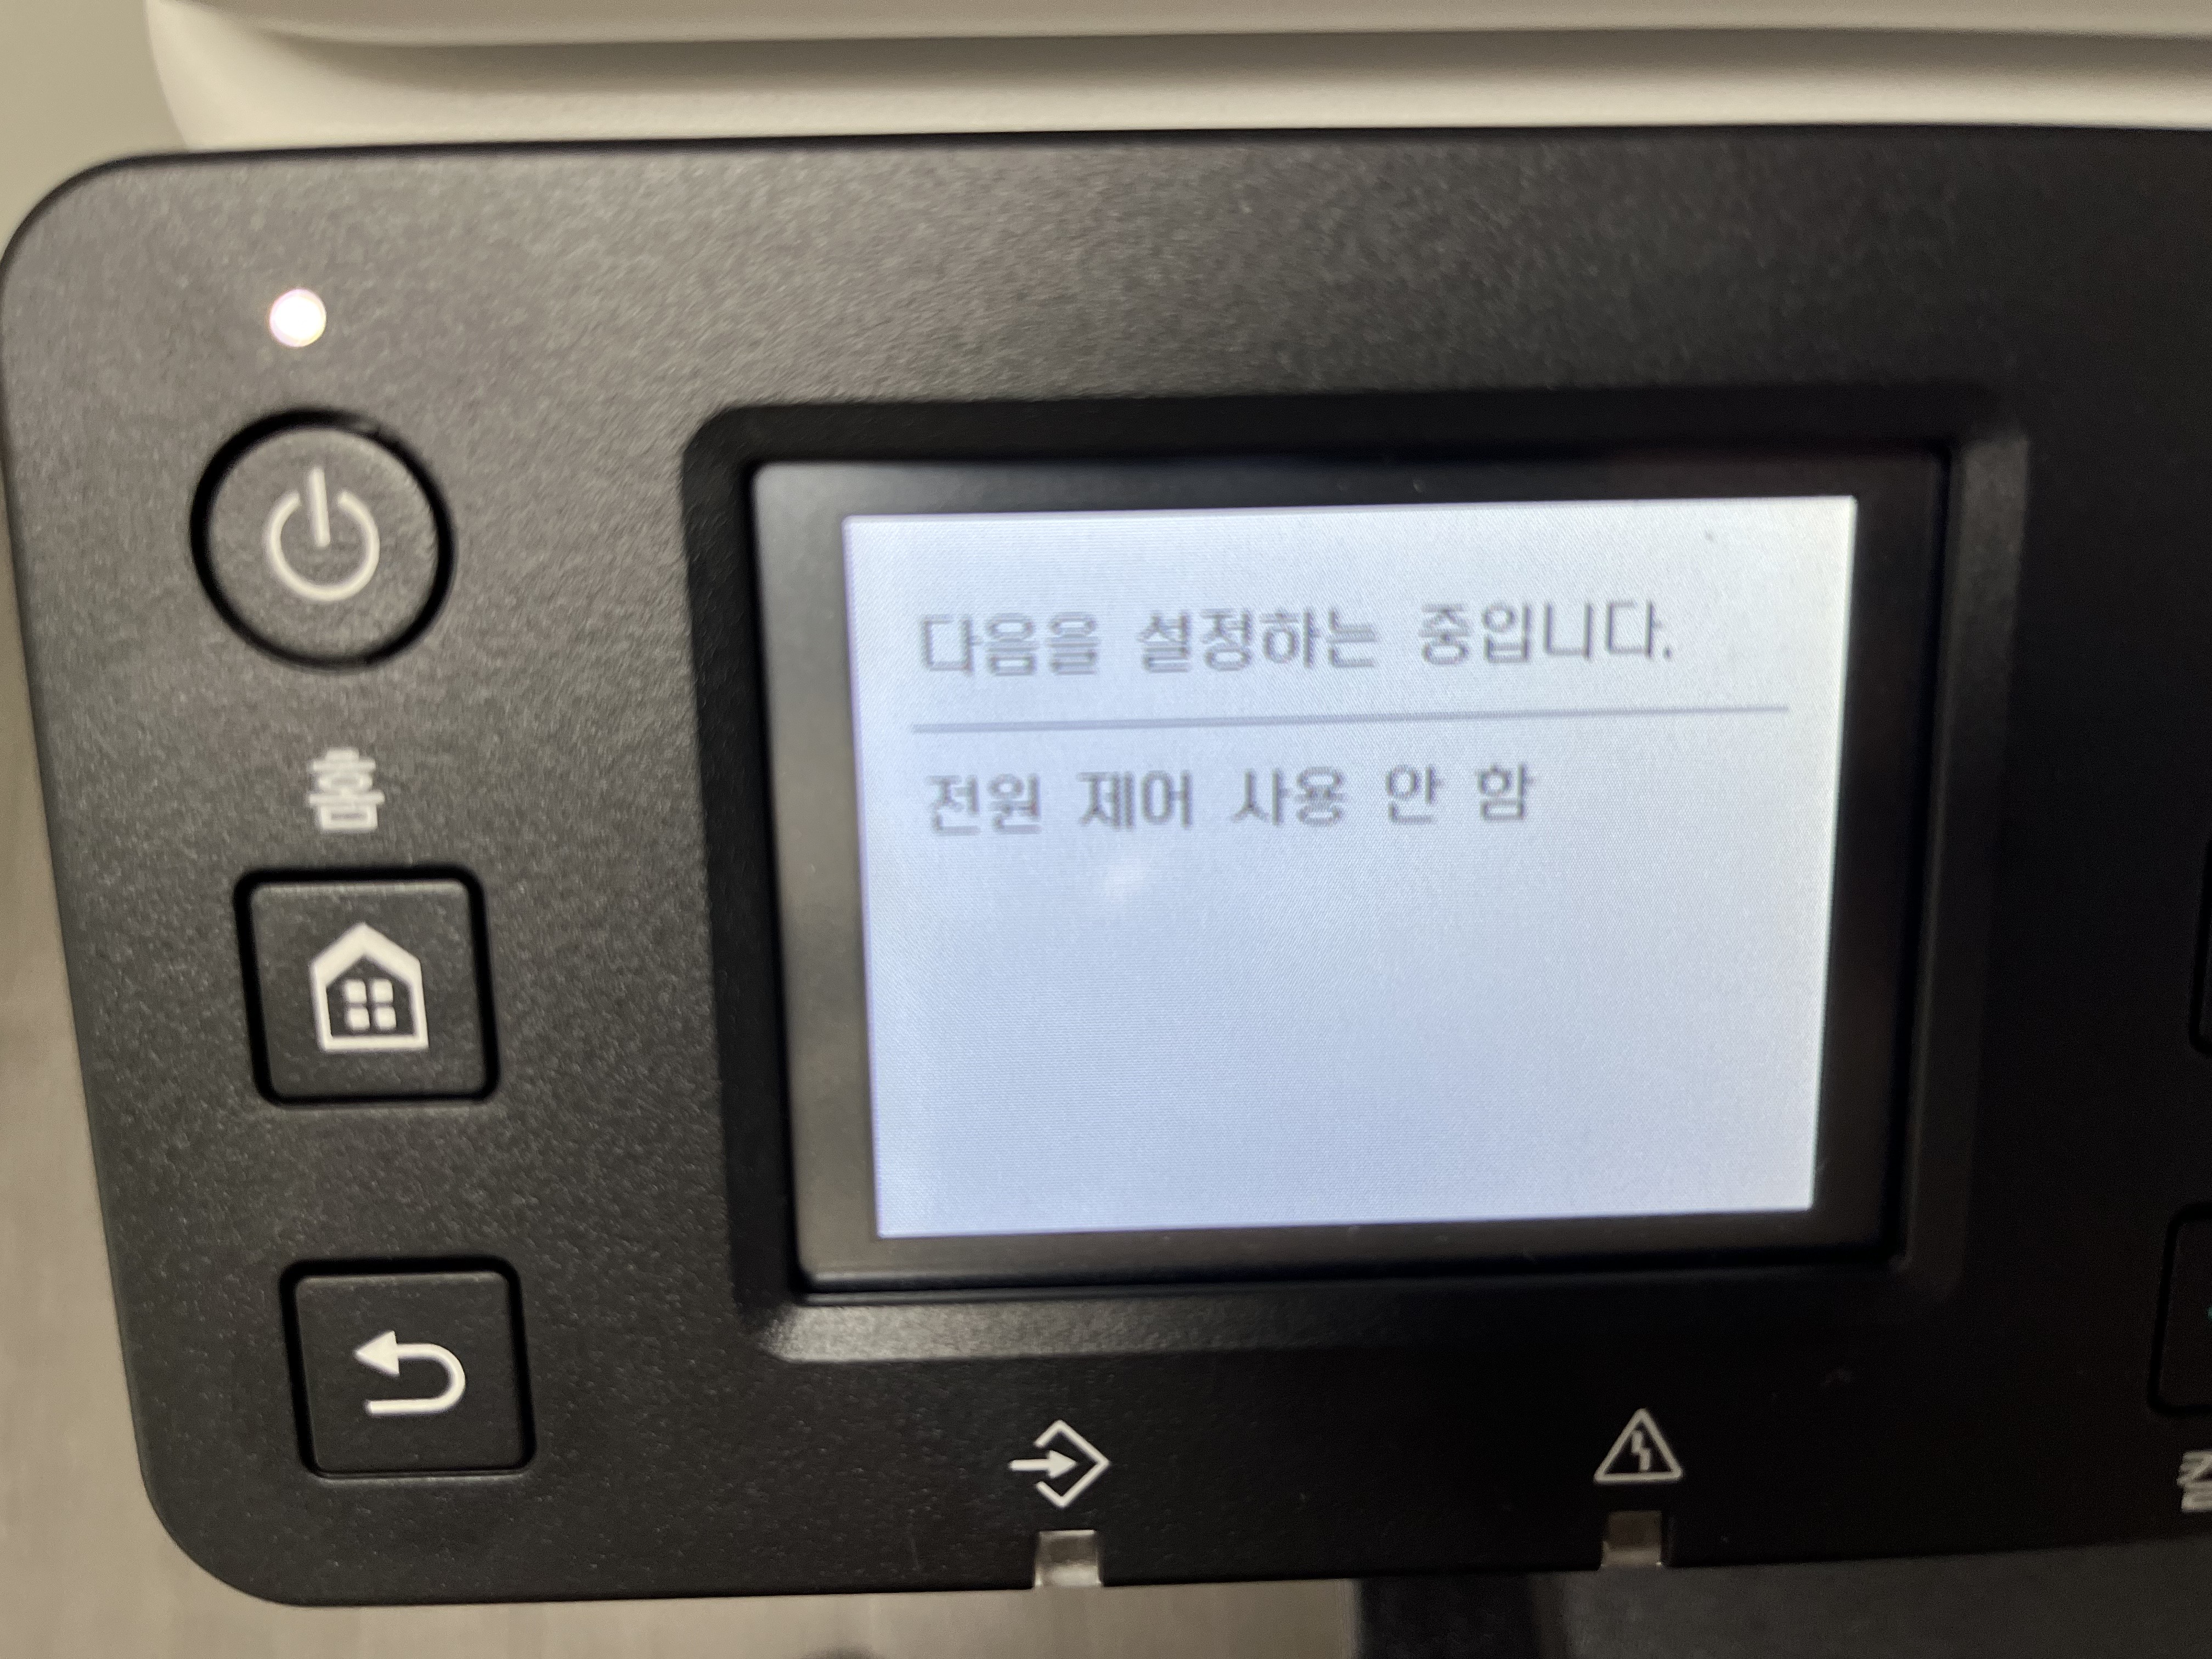 다음을 설정하는 중입니다.
전원 제어 사용 안 함
홈